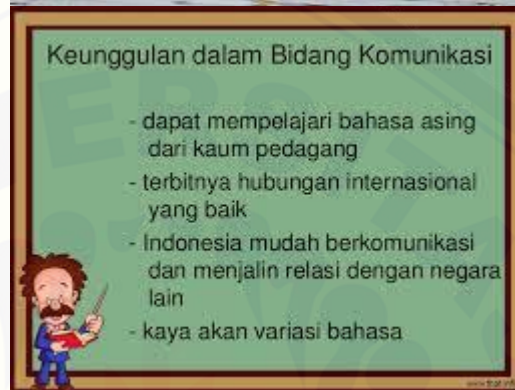 Keunggulan dalam Bidang Komunikasi
- dapat mempelajari bahasa asing
dari kaum pedagang
- terbitnya hubungan internasional
yang baik
- Indonesia mudah berkomunikasi
dan menjalin relasi dengan negara
lain
- kaya akan variasi bahasa